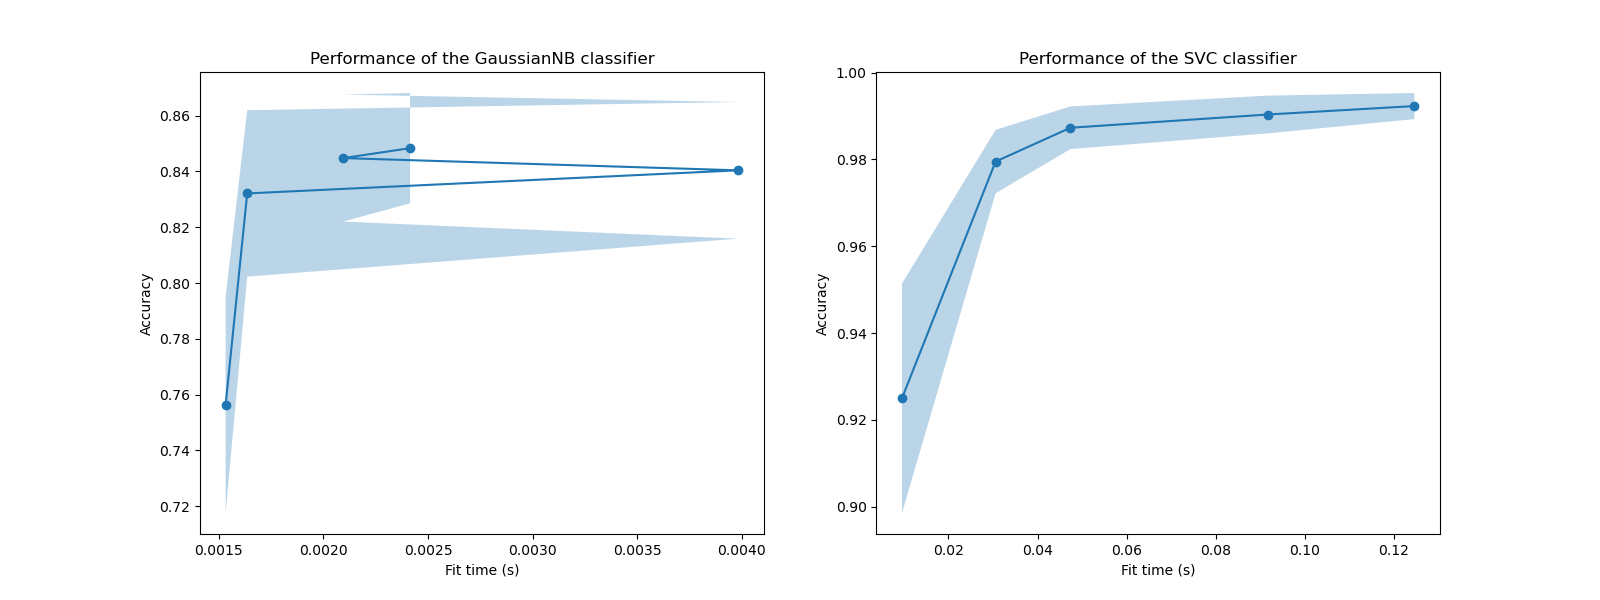 Performance of the GaussianNB classifier
Accuracy
0.86
0.84
0.82
0.80
0.78
0.76
0.74
0.72
0.0015 0.0020 0.0025 0.0030 0.0035 0.0040
Fit time (s)
Performance of the SVC classifier
Accuracy
1.00
0.98
0.96
0.94
0.92
0.90
0.02 0.04 0.06 0.08 0.10 0.12
Fit time (s)